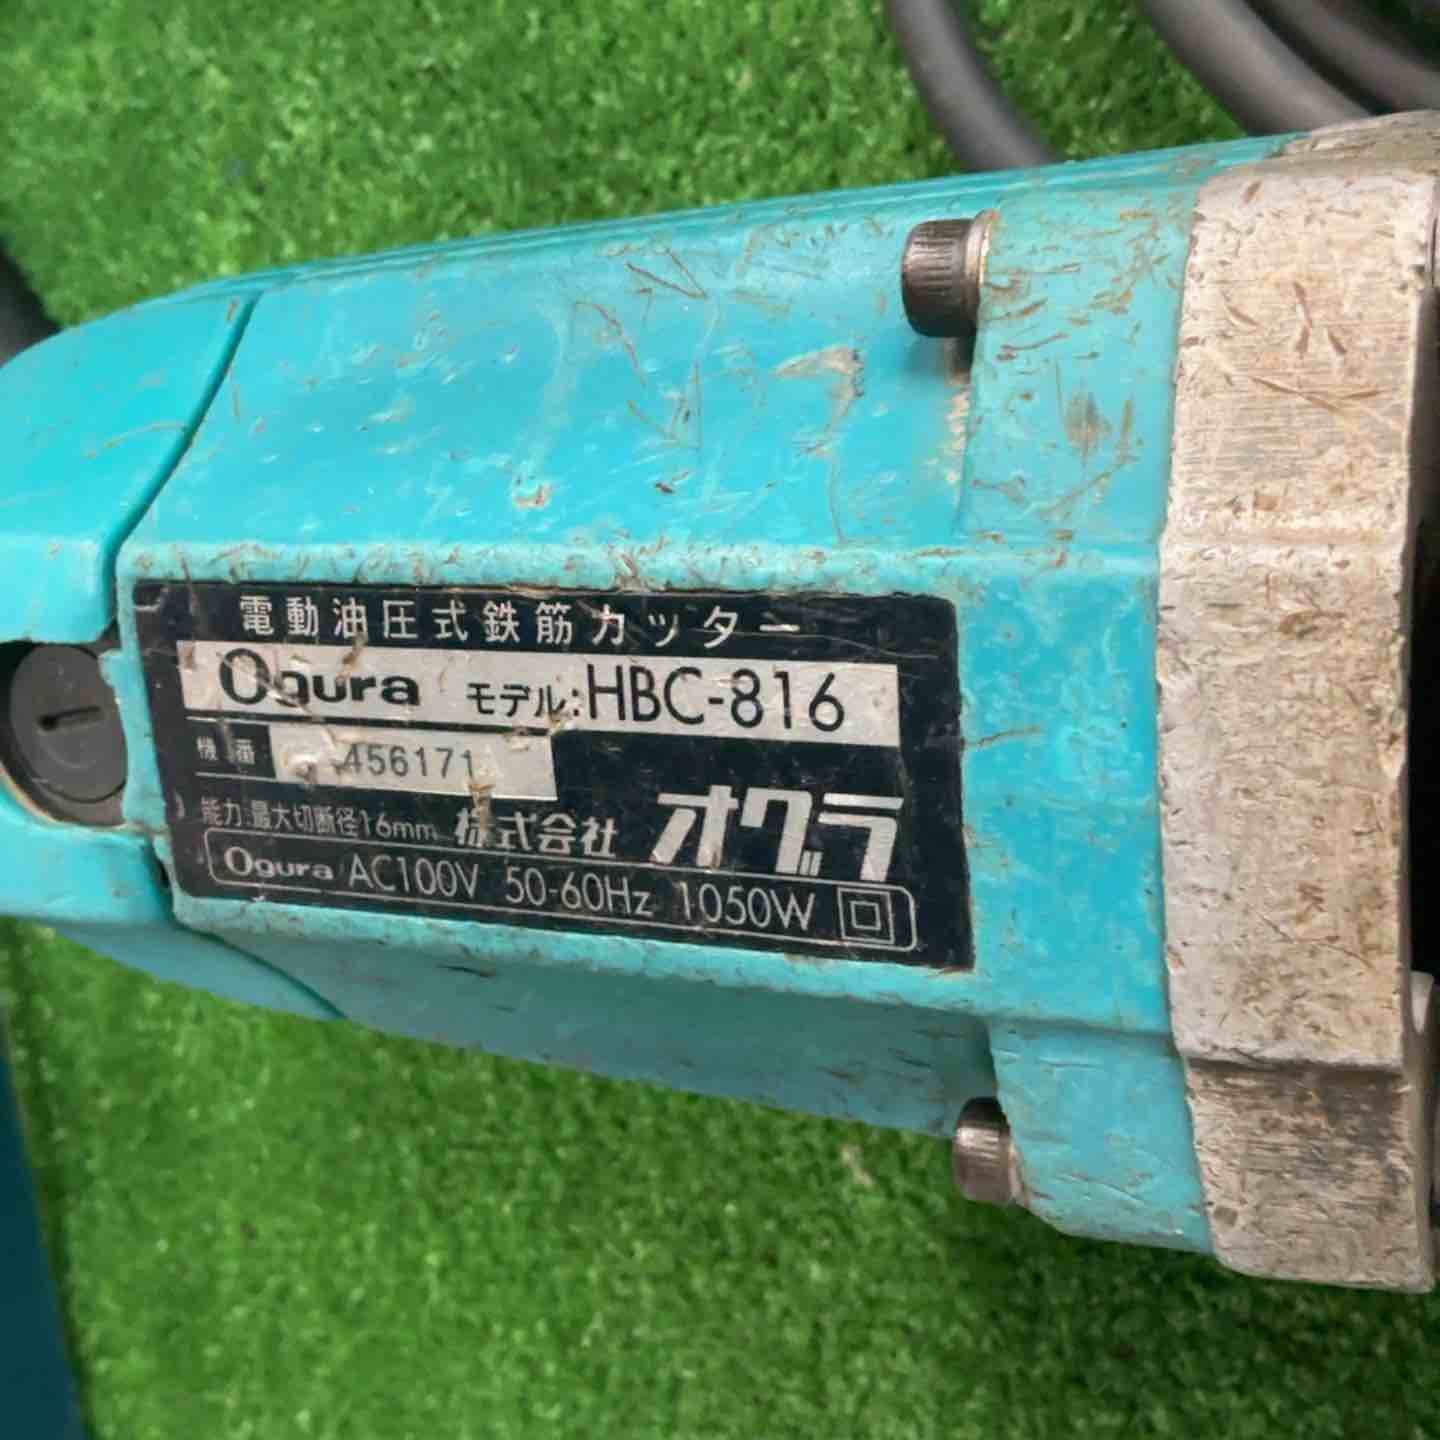 電動油圧式鉄筋カッター
Ogura モデル:HBC-816
機 番 456171
能力:最大切断径16mm 株式会社 オグラ
Ogura AC100V 50-60Hz 1050W